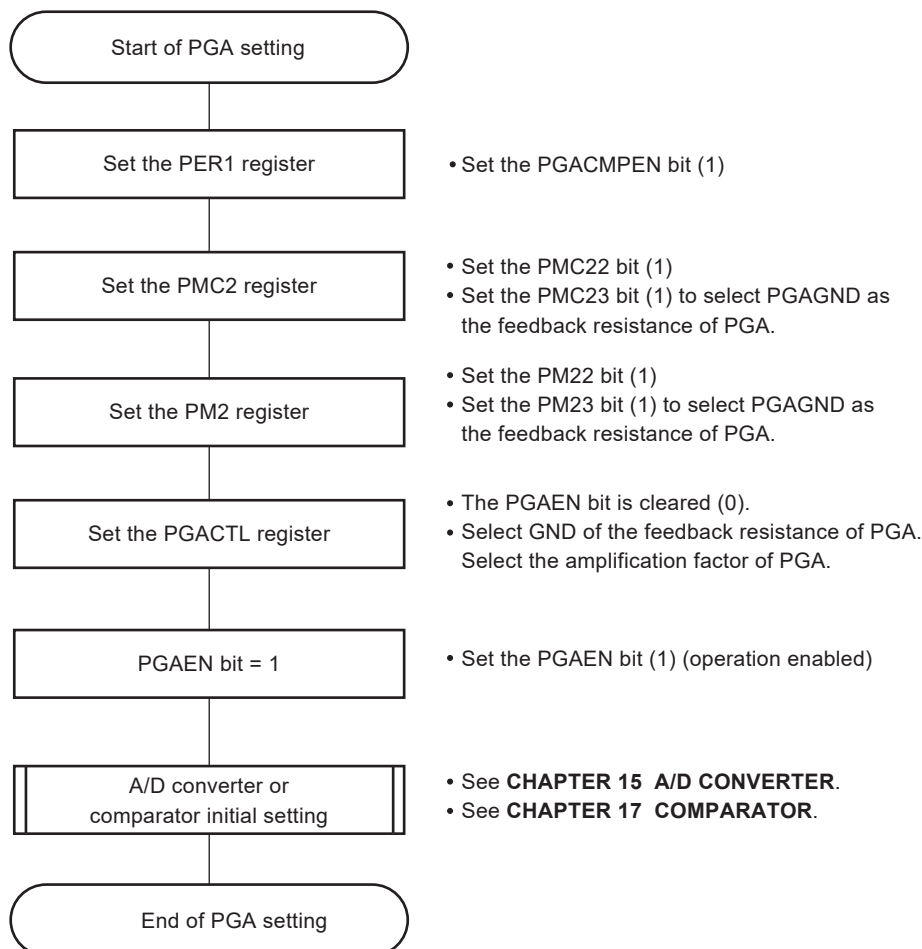 Start of PGA setting
Set the PER1 register
• Set the PGACMPEN bit (1)
Set the PMC2 register
• Set the PMC22 bit (1)
• Set the PMC23 bit (1) to select PGAGND as
the feedback resistance of PGA.
Set the PM2 register
• Set the PM22 bit (1)
• Set the PM23 bit (1) to select PGAGND as
the feedback resistance of PGA.
Set the PGACTL register
• The PGAEN bit is cleared (0).
• Select GND of the feedback resistance of PGA.
Select the amplification factor of PGA.
PGAEN bit = 1
• Set the PGAEN bit (1) (operation enabled)
A/D converter or
comparator initial setting
• See CHAPTER 15 A/D CONVERTER.
• See CHAPTER 17 COMPARATOR.
End of PGA setting